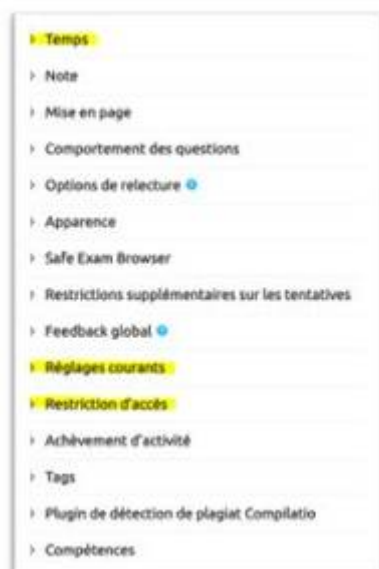 Temps
Note
Mise en page
Comportement des questions
Options de relecture
Apparence
Safe Exam Browser
Restrictions supplémentaires sur les tentatives
Feedback global
Réglages courants
Restriction d'accès
Achèvement d'activité
Tags
Plugin de détection de plagiat Compilatio
Compétences